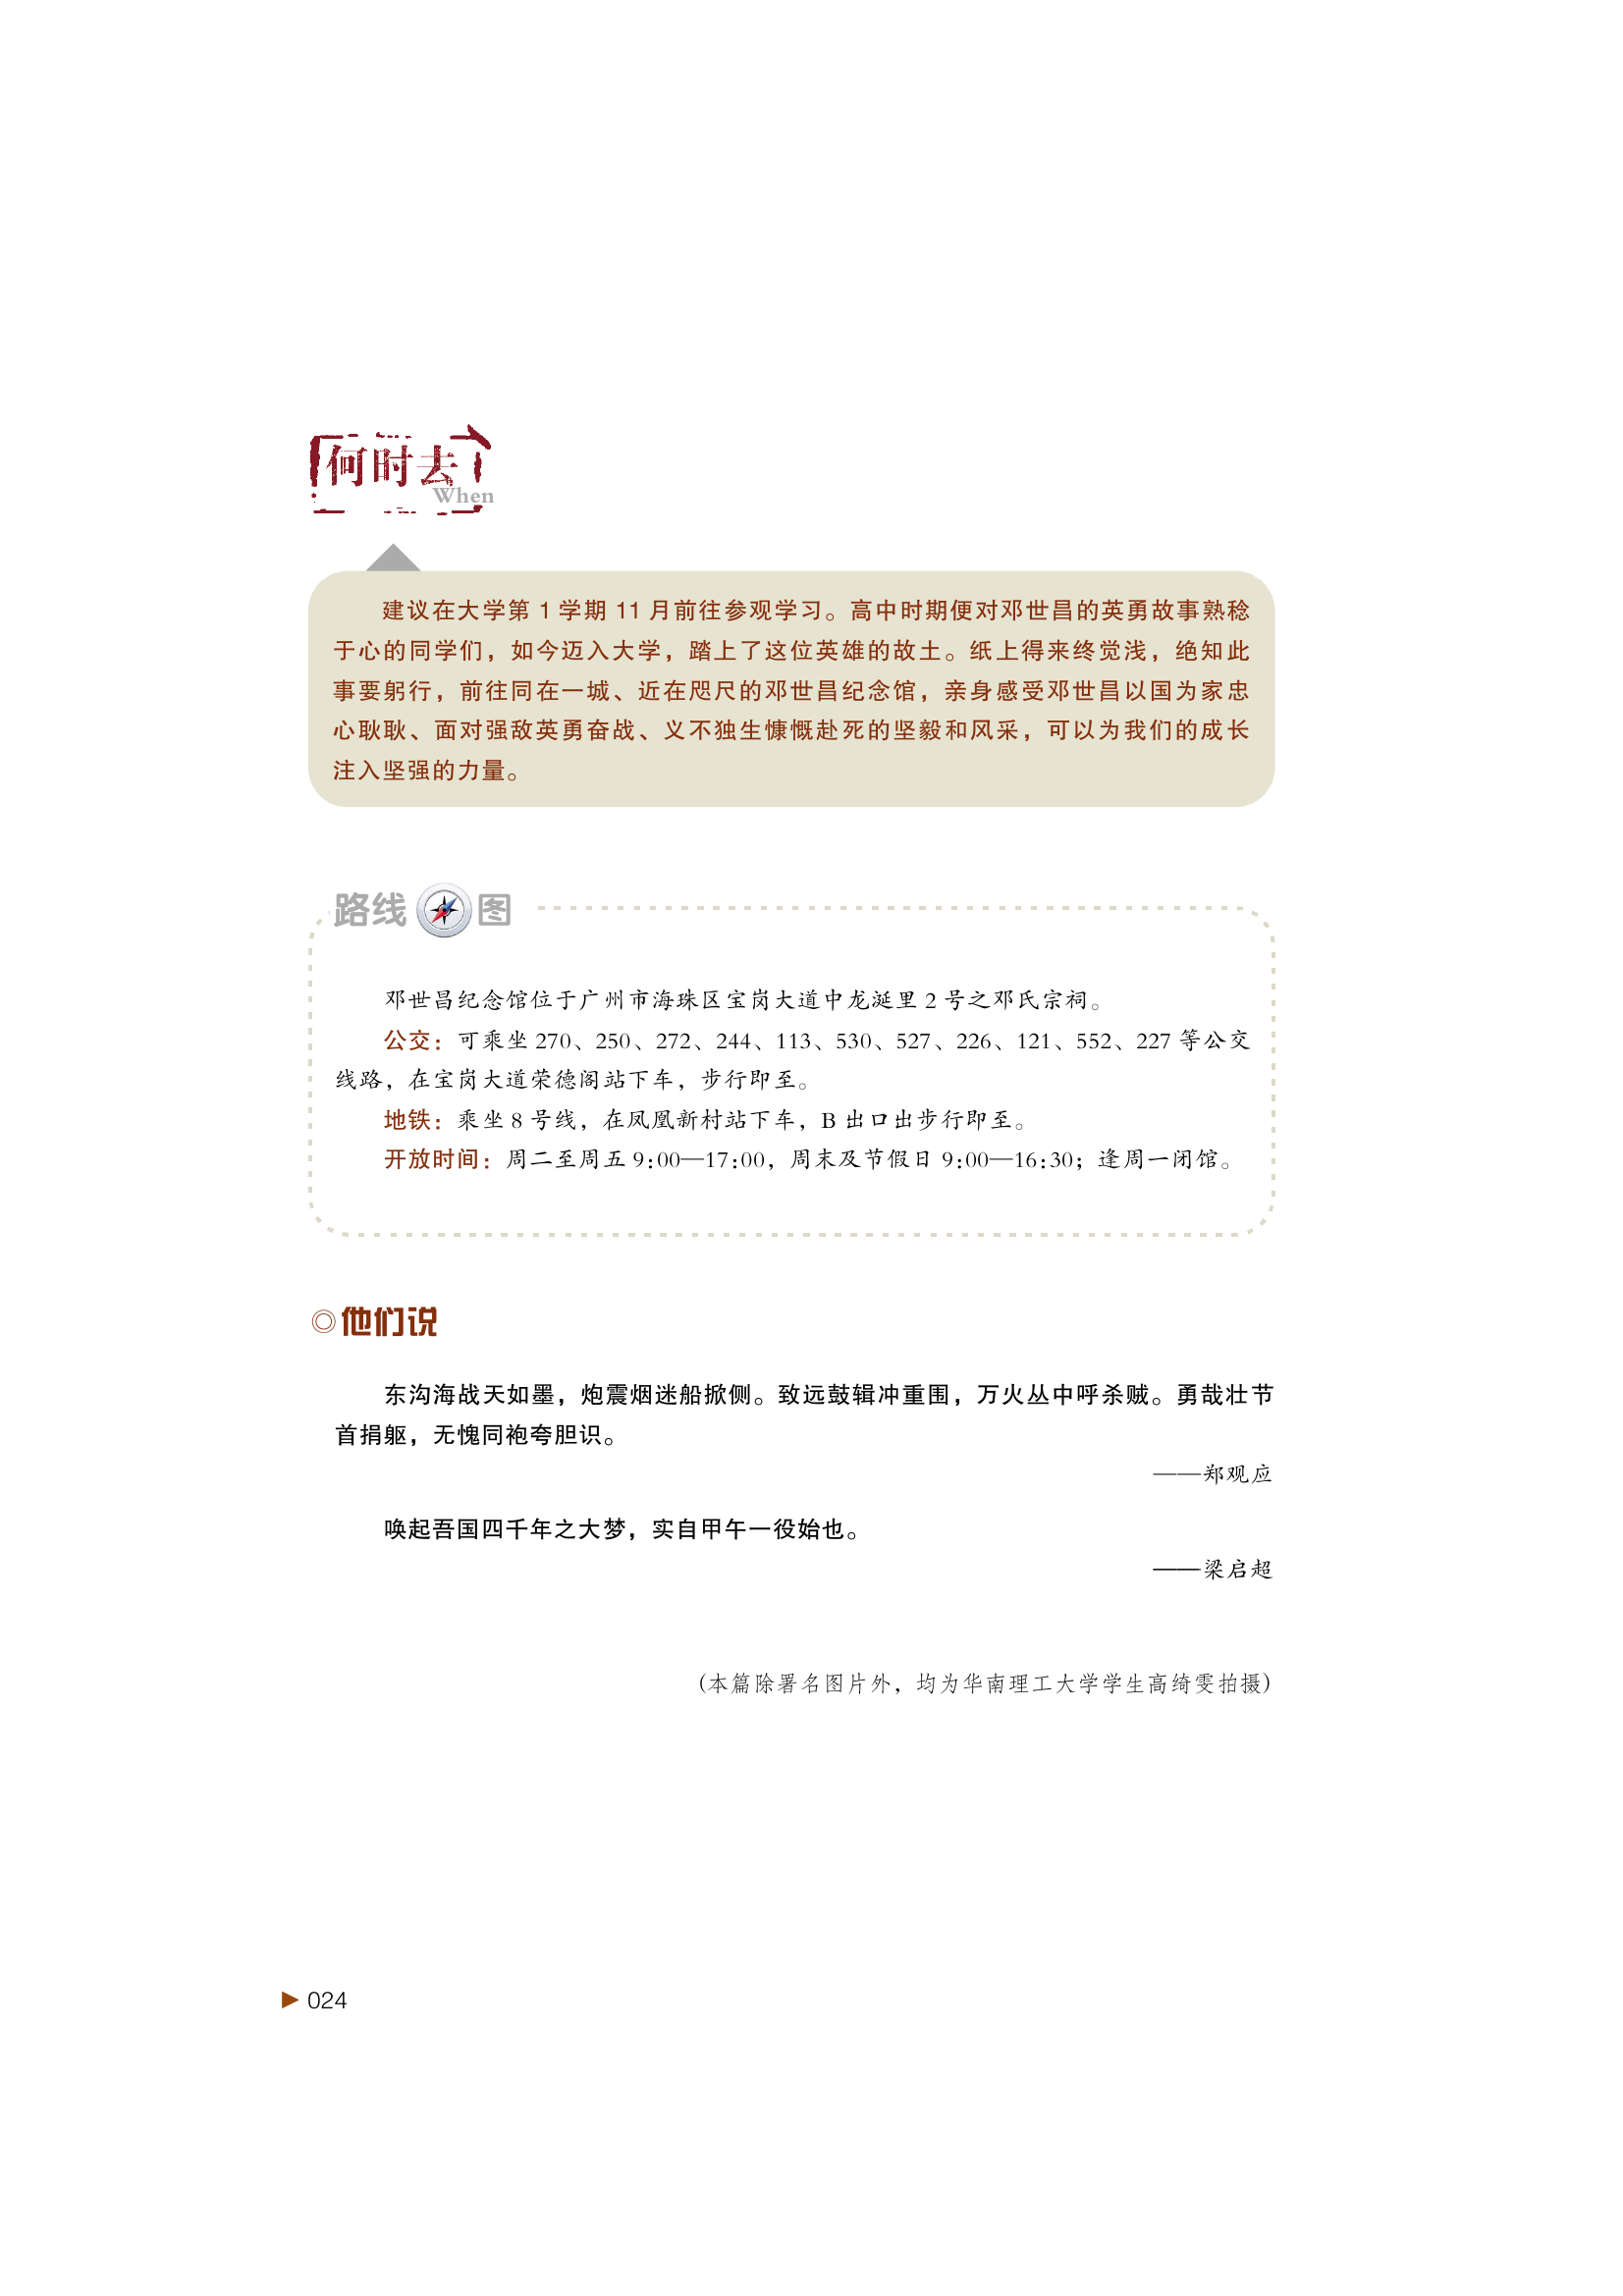 何时去
When
建议在大学第 1 学期 11 月前往参观学习。高中时期便对邓世昌的英勇故事熟稔
于心的同学们，如今迈入大学，踏上了这位英雄的故土。纸上得来终觉浅，绝知此
事要躬行，前往同在一城、近在咫尺的邓世昌纪念馆，亲身感受邓世昌以国为家忠
心耿耿、面对强敌英勇奋战、义不独生慷慨赴死的坚毅和风采，可以为我们的成长
注入坚强的力量。
路线图
邓世昌纪念馆位于广州市海珠区宝岗大道中龙涎里 2 号之邓氏宗祠。
公交：可乘坐 270、250、272、244、113、530、527、226、121、552、227 等公交
线路，在宝岗大道荣德阁站下车，步行即至。
地铁：乘坐 8 号线，在凤凰新村站下车，B 出口出步行即至。
开放时间：周二至周五 9:00—17:00，周末及节假日 9:00—16:30；逢周一闭馆。
◎他们说
东沟海战天如墨，炮震烟迷船掀侧。致远鼓辑冲重围，万火丛中呼杀贼。勇哉壮节
首捐躯，无愧同袍夸胆识。
——郑观应
唤起吾国四千年之大梦，实自甲午一役始也。
——梁启超
（本篇除署名图片外，均为华南理工大学学生高绮雯拍摄）
024